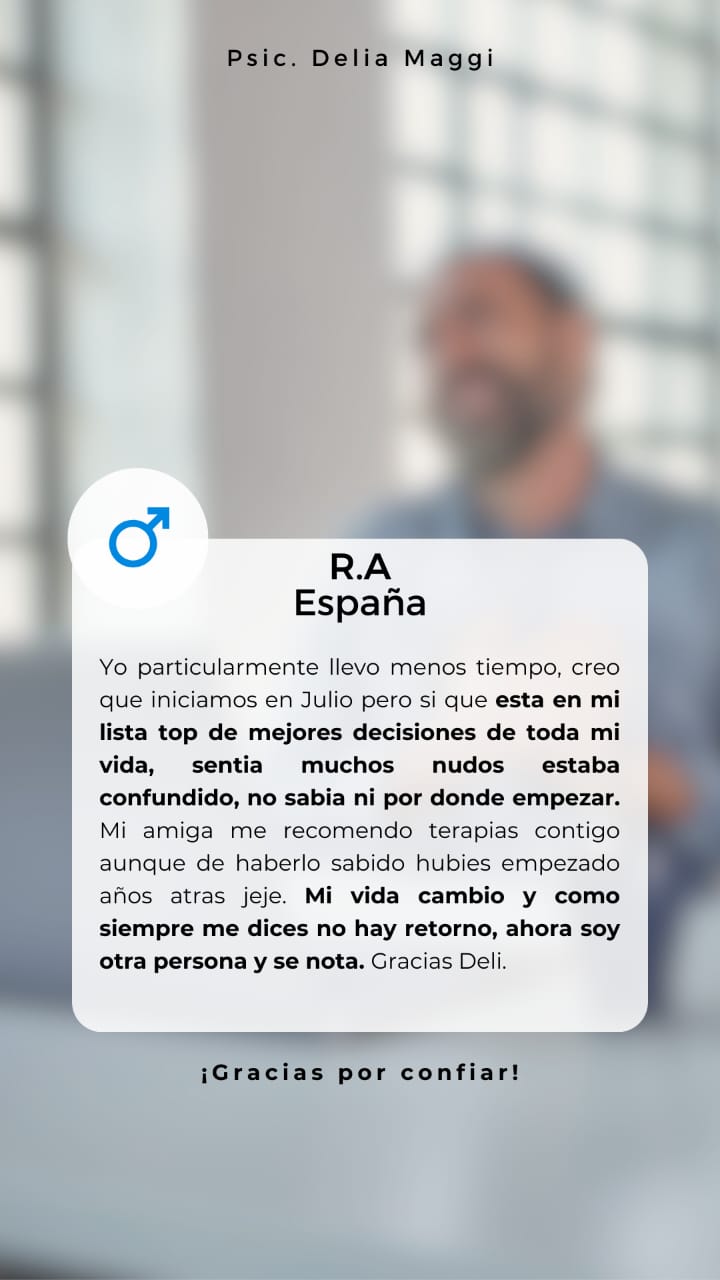 Psic. Delia Maggi
R.A
España
Yo particularmente llevo menos tiempo, creo
que iniciamos en Julio pero si que esta en mi
lista top de mejores decisiones de toda mi
vida, sentia muchos nudos estaba
confundido, no sabia ni por donde empezar.
Mi amiga me recomendo terapias contigo
aunque de haberlo sabido hubies empezado
años atras jeje. Mi vida cambio y como
siempre me dices no hay retorno, ahora soy
otra persona y se nota. Gracias Deli.
¡Gracias por confiar!